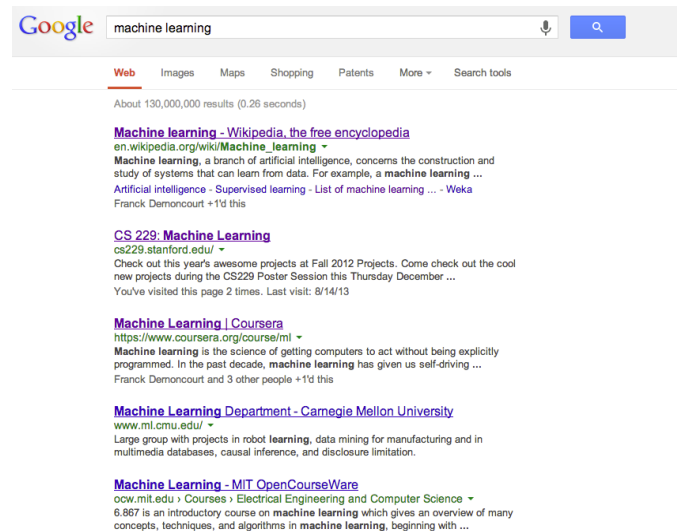 Google machine learning
Web Images Maps Shopping Patents More Search tools
About 130,000,000 results (0.26 seconds)
Machine learning - Wikipedia, the free encyclopedia
en.wikipedia.org/wiki/Machine_learning
Machine learning, a branch of artificial intelligence, concerns the construction and
study of systems that can learn from data. For example, a machine learning ...
Artificial intelligence - Supervised learning - List of machine learning ... - Weka
Franck Dernoncourt +1'd this
CS 229: Machine Learning
cs229.stanford.edu/
Check out this year's awesome projects at Fall 2012 Projects. Come check out the cool
new projects during the CS229 Poster Session this Thursday December ...
You've visited this page 2 times. Last visit: 8/14/13
Machine Learning | Coursera
https://www.coursera.org/course/ml
Machine learning is the science of getting computers to act without being explicitly
programmed. In the past decade, machine learning has given us self-driving ...
Franck Dernoncourt and 3 other people +1'd this
Machine Learning Department - Carnegie Mellon University
www.ml.cmu.edu/
Large group with projects in robot learning, data mining for manufacturing and in
multimedia databases, causal inference, and disclosure limitation.
Machine Learning - MIT OpenCourseWare
ocw.mit.edu › Courses › Electrical Engineering and Computer Science
6.867 is an introductory course on machine learning which gives an overview of many
concepts, techniques, and algorithms in machine learning, beginning with ...